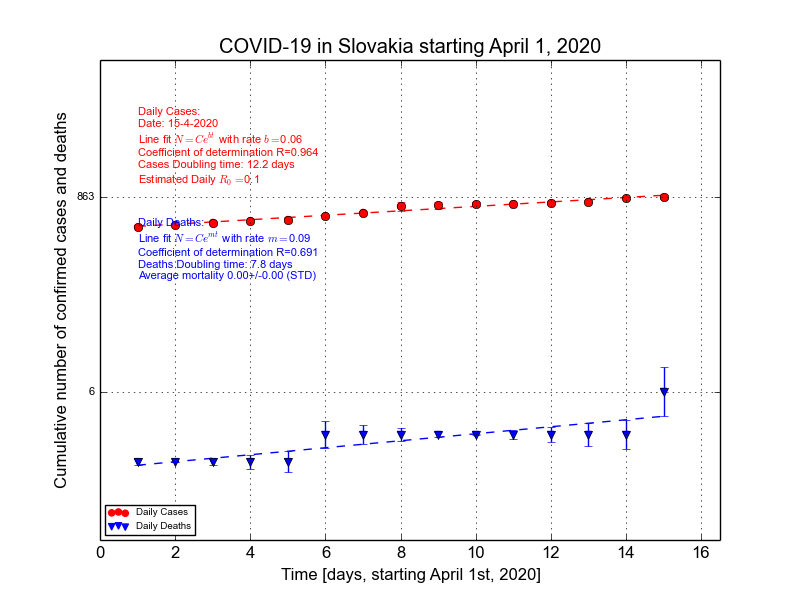 COVID-19 in Slovakia starting April 1, 2020
Cumulative number of confirmed cases and deaths
Daily Cases:
Date: 15-4-2020
Line fit N = Ce^{bt} with rate b =0.06
Coefficient of determination R=0.964
Cases Doubling time: 12.2 days
Estimated Daily R_0 =0.1
863
Daily Deaths:
Line fit N = Ce^{mt} with rate m =0.09
Coefficient of determination R=0.691
Deaths Doubling time: 7.8 days
Average mortality 0.00+/-0.00 (STD)
6
Daily Cases
Daily Deaths
0 2 4 6 8 10 12 14 16
Time [days, starting April 1st, 2020]